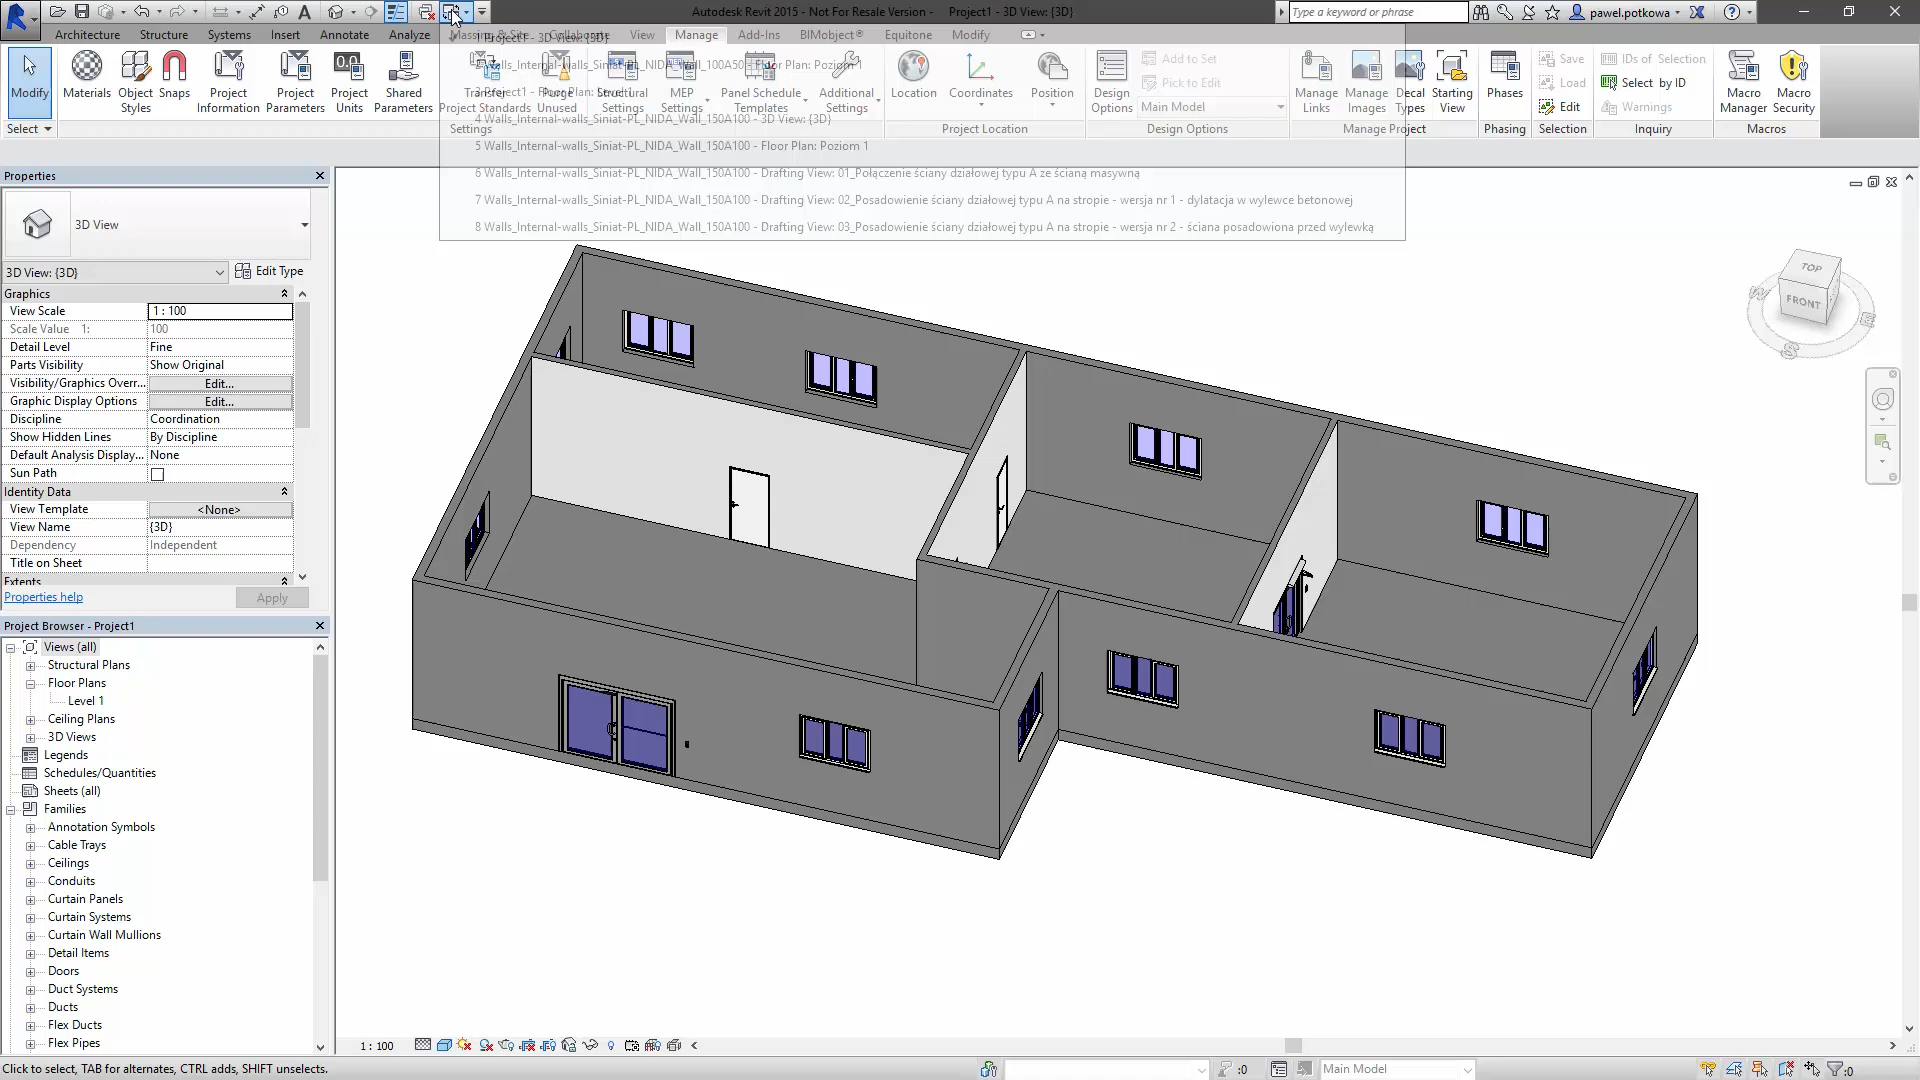 Autodesk Revit 2015 - Not For Resale Version - Project1 - 3D View: {3D}
Type a keyword or phrase
pawel.potkowa
Architecture Structure Systems Insert Annotate Analyze Massing & Site Collaborate View Manage Add-Ins BIMobject® Equitone Modify
1 Project1 - 3D View: {3D}
2 Walls_Internal-walls_Siniat-PL_NIDA_Wall_100A50 - Floor Plan: Poziom 1
3 Project1 - Floor Plan: Level 1
4 Walls_Internal-walls_Siniat-PL_NIDA_Wall_150A100 - 3D View: {3D}
5 Walls_Internal-walls_Siniat-PL_NIDA_Wall_150A100 - Floor Plan: Poziom 1
6 Walls_Internal-walls_Siniat-PL_NIDA_Wall_150A100 - Drafting View: 01_Połączenie ściany działowej typu A ze ścianą masywną
7 Walls_Internal-walls_Siniat-PL_NIDA_Wall_150A100 - Drafting View: 02_Posadowienie ściany działowej typu A na stropie - wersja nr 1 - dylatacja w wylewce betonowej
8 Walls_Internal-walls_Siniat-PL_NIDA_Wall_150A100 - Drafting View: 03_Posadowienie ściany działowej typu A na stropie - wersja nr 2 - ściana posadowiona przed wylewką
Modify
Select
Materials
Object Styles
Snaps
Project Information
Project Parameters
Project Units
Shared Parameters
Transfer Project Standards
Purge Unused
Structural Settings
MEP Settings
Panel Schedule Templates
Additional Settings
Settings
Location
Coordinates
Position
Project Location
Design Options
Add to Set
Pick to Edit
Main Model
Design Options
Manage Links
Manage Images
Decal Types
Starting View
Manage Project
Phases
Phasing
Save
Load
Edit
Selection
IDs of Selection
Select by ID
Warnings
Inquiry
Macro Manager
Macro Security
Macros
Properties
3D View
3D View: {3D}
Edit Type
Graphics
View Scale 1 : 100
Scale Value 1: 100
Detail Level Fine
Parts Visibility Show Original
Visibility/Graphics Overr... Edit...
Graphic Display Options Edit...
Discipline Coordination
Show Hidden Lines By Discipline
Default Analysis Display... None
Sun Path
Identity Data
View Template <None>
View Name {3D}
Dependency Independent
Title on Sheet
Extents
Properties help
Apply
Project Browser - Project1
Views (all)
Structural Plans
Floor Plans
Level 1
Ceiling Plans
3D Views
Legends
Schedules/Quantities
Sheets (all)
Families
Annotation Symbols
Cable Trays
Ceilings
Conduits
Curtain Panels
Curtain Systems
Curtain Wall Mullions
Detail Items
Doors
Duct Systems
Ducts
Flex Ducts
Flex Pipes
TOP
FRONT
W
E
S
1 : 100
Click to select, TAB for alternates, CTRL adds, SHIFT unselects.
:0
Main Model
:0